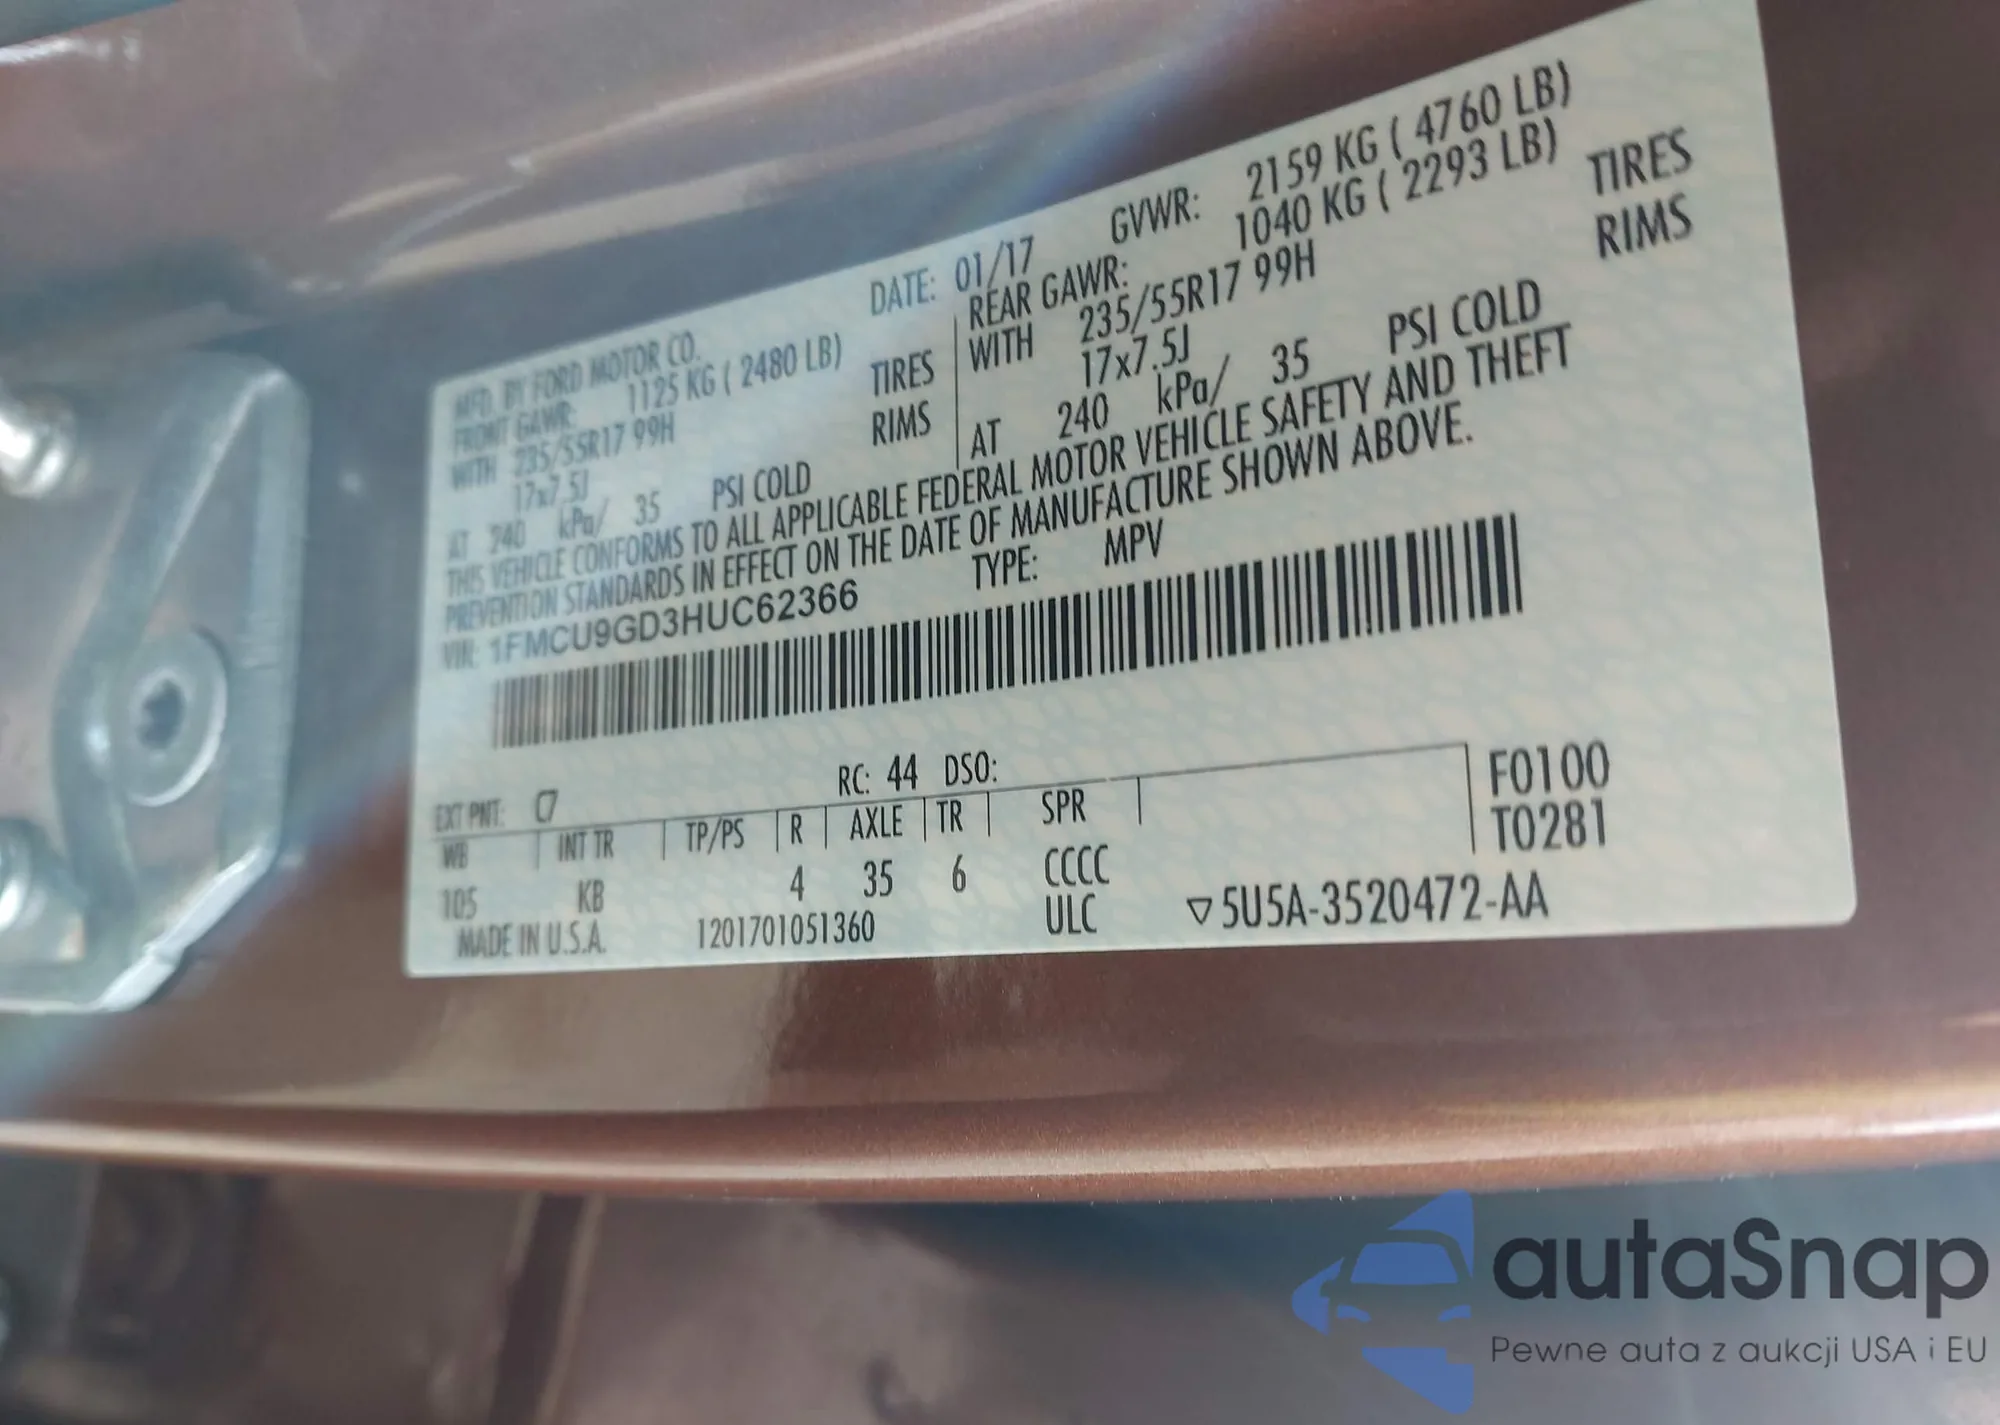 MFD. BY FORD MOTOR CO. DATE: 01/17 GVWR: 2159 KG ( 4760 LB)
FRONT GAWR: 1125 KG ( 2480 LB) REAR GAWR: 1040 KG ( 2293 LB)
WITH 235/55R17 99H TIRES WITH 235/55R17 99H TIRES
17x7.5J RIMS 17x7.5J RIMS
AT 240 kPa/ 35 PSI COLD AT 240 kPa/ 35 PSI COLD
THIS VEHICLE CONFORMS TO ALL APPLICABLE FEDERAL MOTOR VEHICLE SAFETY AND THEFT
PREVENTION STANDARDS IN EFFECT ON THE DATE OF MANUFACTURE SHOWN ABOVE.
VIN: 1FMCU9GD3HUC62366 TYPE: MPV
EXT PNT: C7 RC: 44 DSO: F0100
WB INT TR TP/PS R AXLE TR SPR T0281
105 KB 4 35 6 CCCC
MADE IN U.S.A. 1201701051360 ULC ▽5U5A-3520472-AA
autaSnap
Pewne auta z aukcji USA i EU